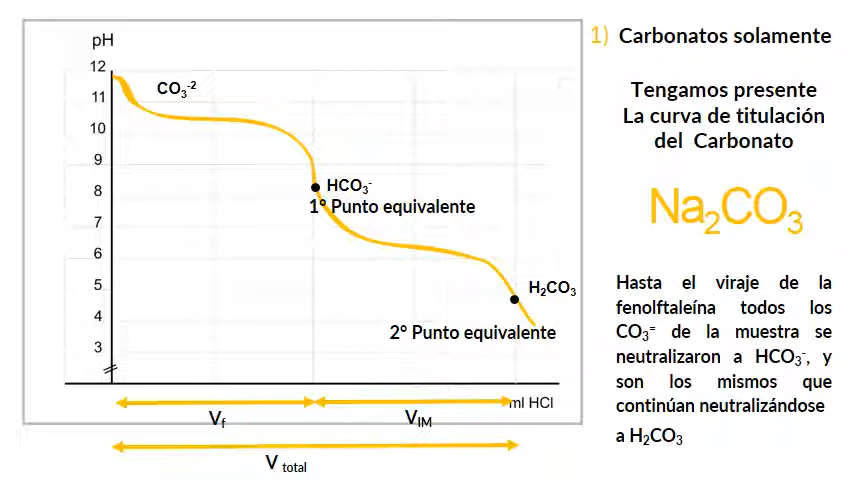 pH
12
11
10
9
8
7
6
5
4
3
CO₃⁻²
HCO₃⁻
1° Punto equivalente
H₂CO₃
2° Punto equivalente
ml HCl
V_f
V_IM
V total
1) Carbonatos solamente
Tengamos presente
La curva de titulación
del Carbonato
Na₂CO₃
Hasta el viraje de la
fenolftaleína todos los
CO₃⁼ de la muestra se
neutralizaron a HCO₃⁻, y
son los mismos que
continúan neutralizándose
a H₂CO₃